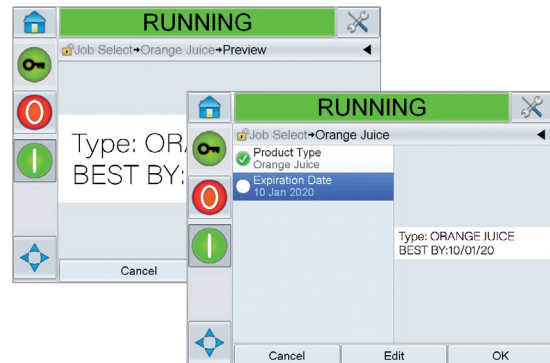 RUNNING
Job Select→Orange Juice→Preview
Type: OR
BEST BY:
Cancel
RUNNING
Job Select→Orange Juice
Product Type
Orange Juice
Expiration Date
10 Jan 2020
Type: ORANGE JUICE
BEST BY:10/01/20
Cancel
Edit
OK